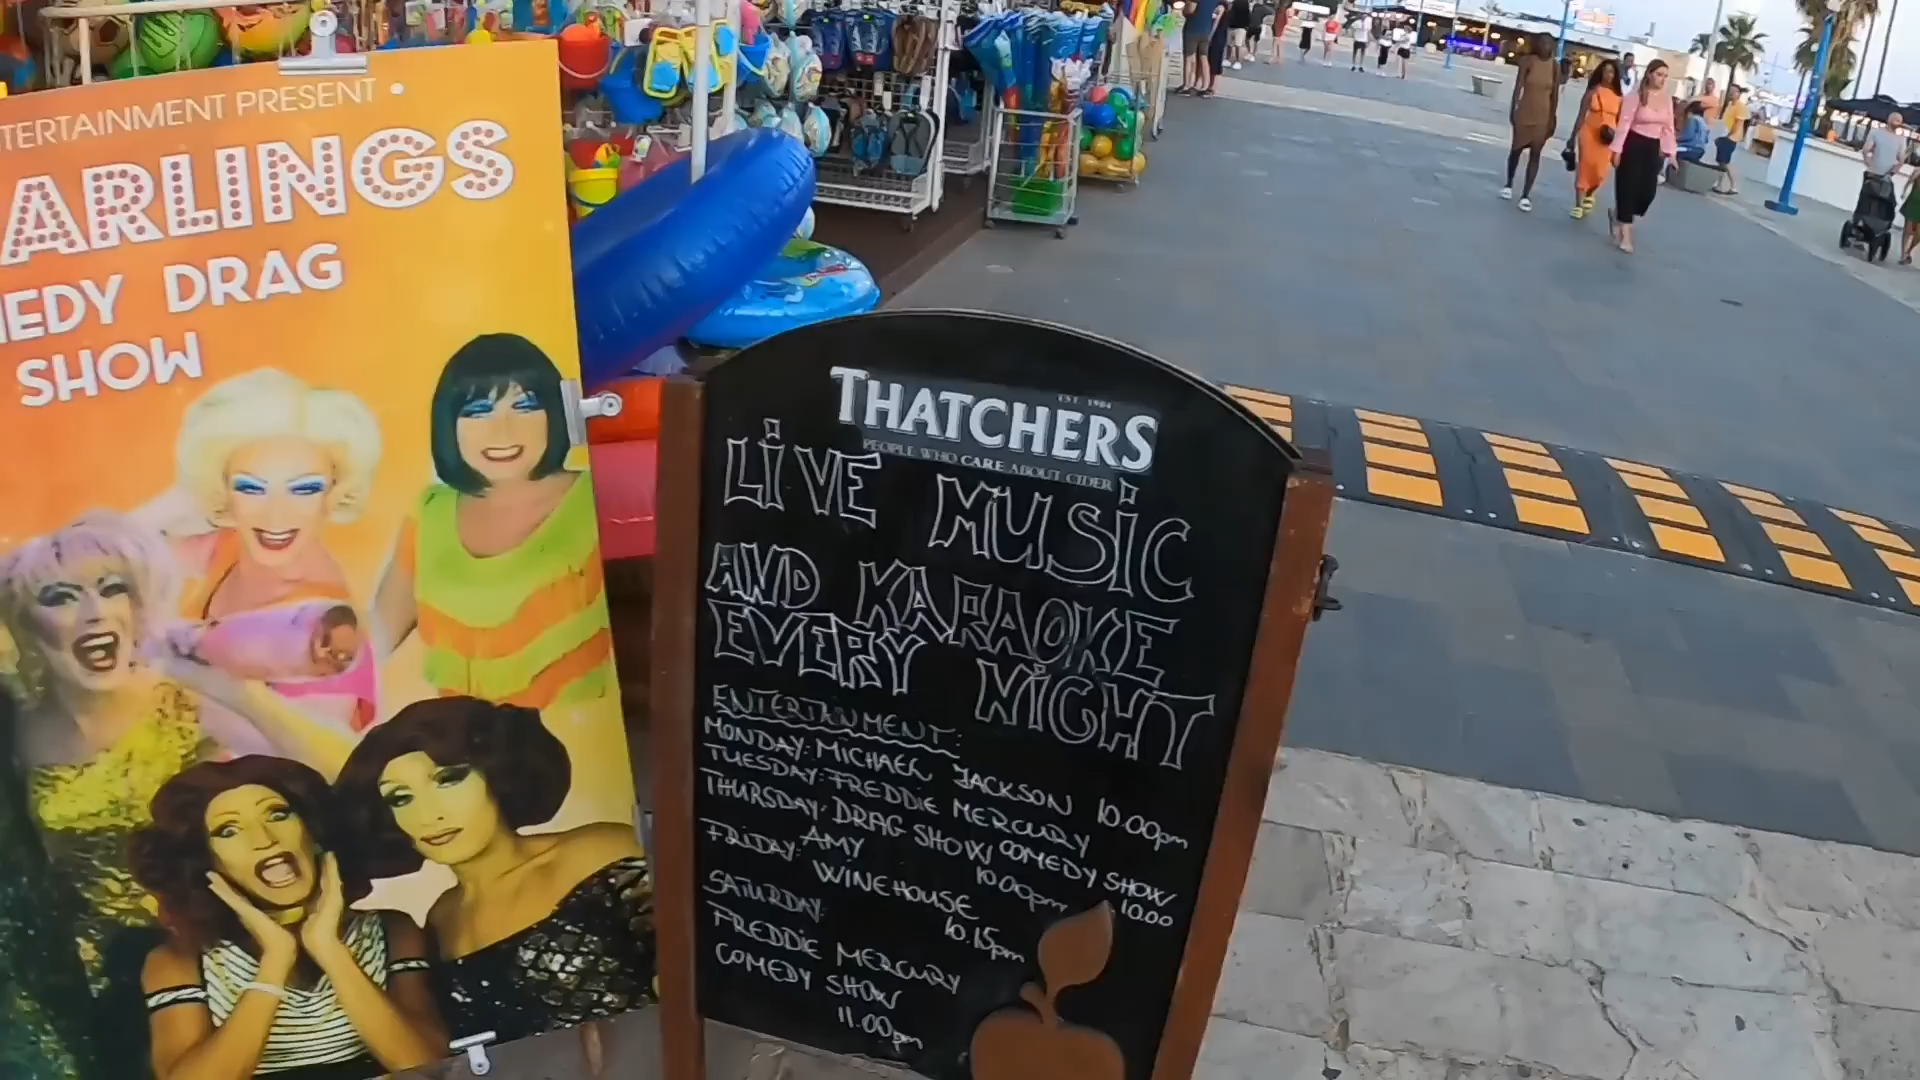 TERTAINMENT PRESENT •
ARLINGS
EDY DRAG
SHOW
EST. 1904
THATCHERS
PEOPLE WHO CARE ABOUT CIDER
LiVE MUSiC
AND KARAOKE
EVERY NiGHT
ENTERTAINMENT:
MONDAY: MICHAEL JACKSON 10.00pm
TUESDAY: FREDDIE MERCURY COMEDY SHOW 10.00
THURSDAY: DRAG SHOW 10.00pm
FRIDAY: AMY WINEHOUSE 10.15pm
SATURDAY:
FREDDIE MERCURY
COMEDY SHOW
11.00pm